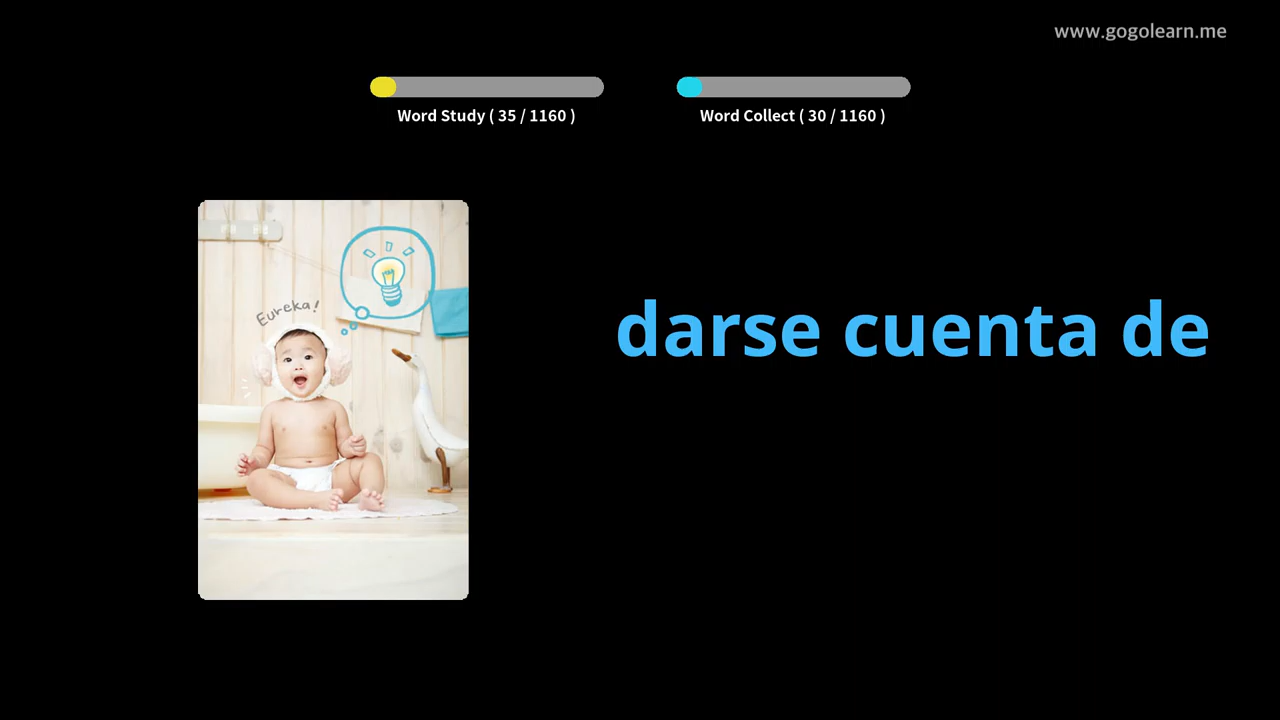 www.gogolearn.me
Word Study ( 35 / 1160 )
Word Collect ( 30 / 1160 )
Eureka!
darse cuenta de